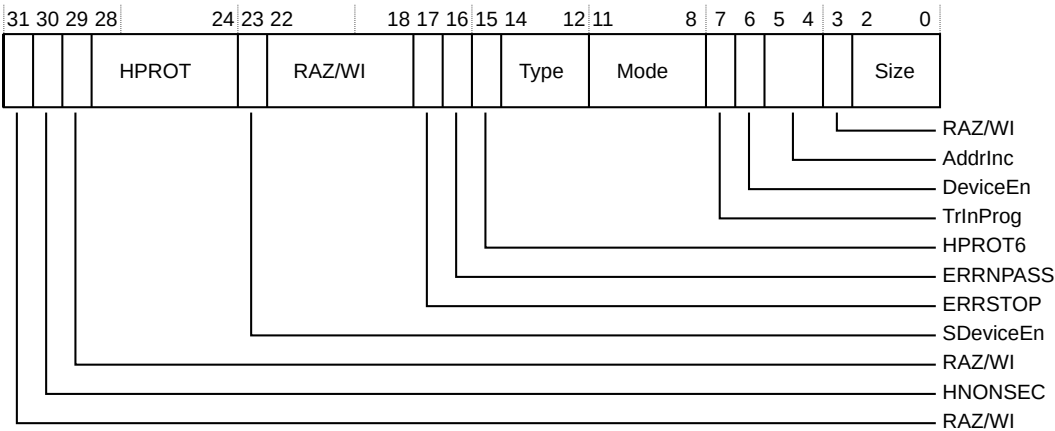 31 30 29 28 24 23 22 18 17 16 15 14 12 11 8 7 6 5 4 3 2 0
HPROT RAZ/WI Type Mode Size
RAZ/WI
AddrInc
DeviceEn
TrInProg
HPROT6
ERRNPASS
ERRSTOP
SDeviceEn
RAZ/WI
HNONSEC
RAZ/WI